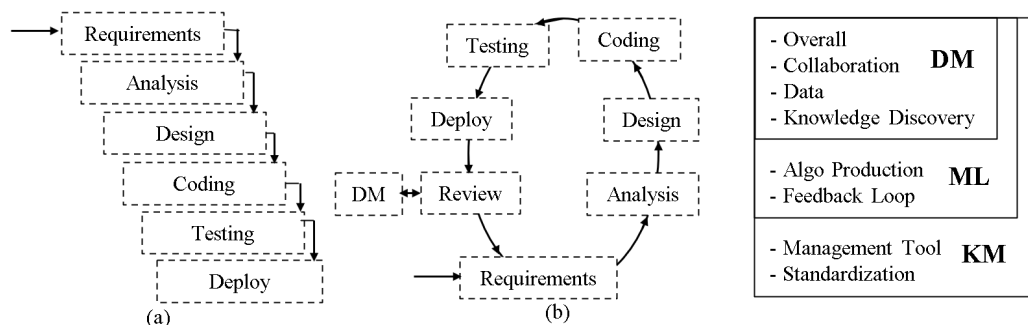 Requirements
Analysis
Design
Coding
Testing
Deploy
(a)
Testing
Coding
Deploy
Design
DM
Review
Analysis
Requirements
(b)
- Overall
- Collaboration
- Data
- Knowledge Discovery
DM
- Algo Production
- Feedback Loop
ML
- Management Tool
- Standardization
KM